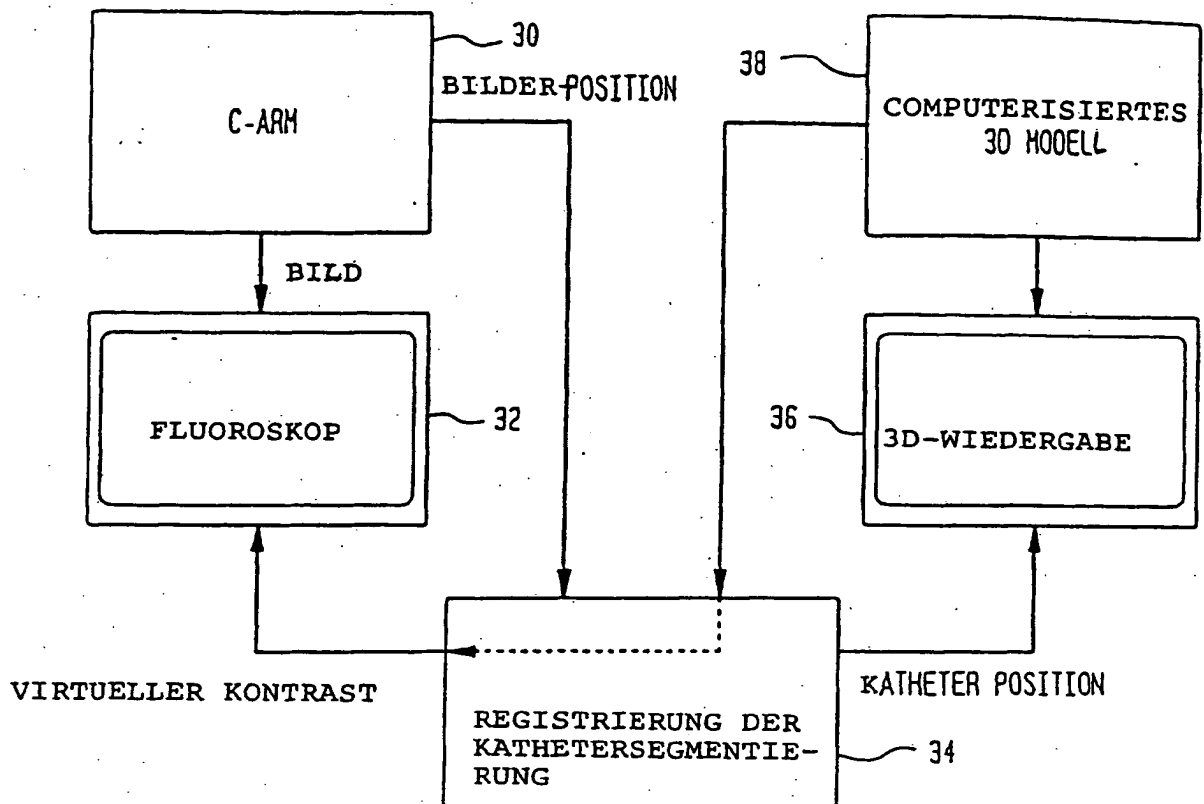 30
BILDER-POSITION
C-ARM
38
COMPUTERISIERTES
3D MODELL
BILD
FLUOROSKOP
32
36
3D-WIEDERGABE
VIRTUELLER KONTRAST
KATHETER POSITION
REGISTRIERUNG DER
KATHETERSEGMENTIE-
RUNG
34